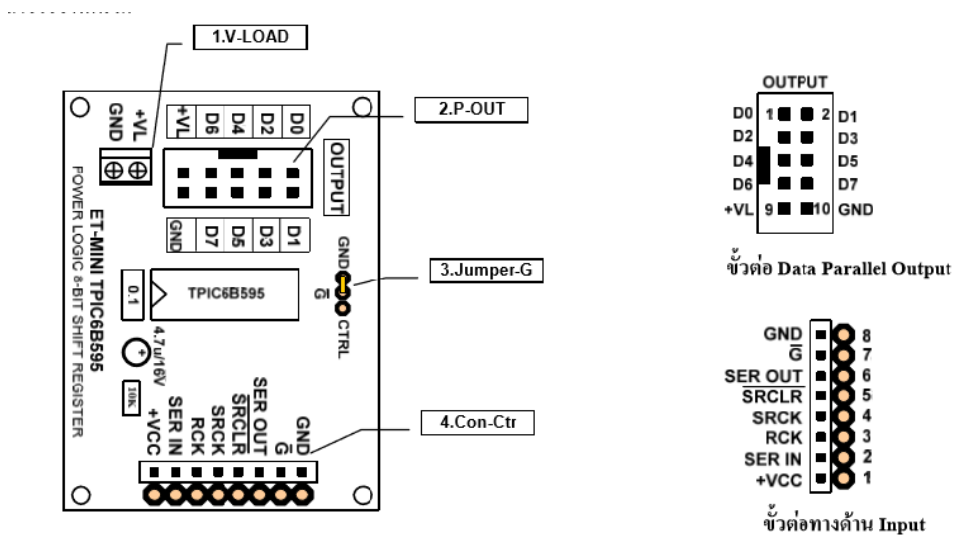 1.V-LOAD
2.P-OUT
3.Jumper-G
4.Con-Ctr
GND
+VL
+VL
D6
D4
D2
D0
OUTPUT
GND
D7
D5
D3
D1
GND
G
CTRL
ET-MINI TPIC6B595
POWER LOGIC 8-BIT SHIFT REGISTER
0.1
TPIC6B595
4.7u/16V
+
10K
+VCC
SER IN
RCK
SRCK
SRCLR
SER OUT
G
GND
OUTPUT
D0 1 2 D1
D2 D3
D4 D5
D6 D7
+VL 9 10 GND
ขั้วต่อ Data Parallel Output
GND 8
G 7
SER OUT 6
SRCLR 5
SRCK 4
RCK 3
SER IN 2
+VCC 1
ขั้วต่อทางด้าน Input